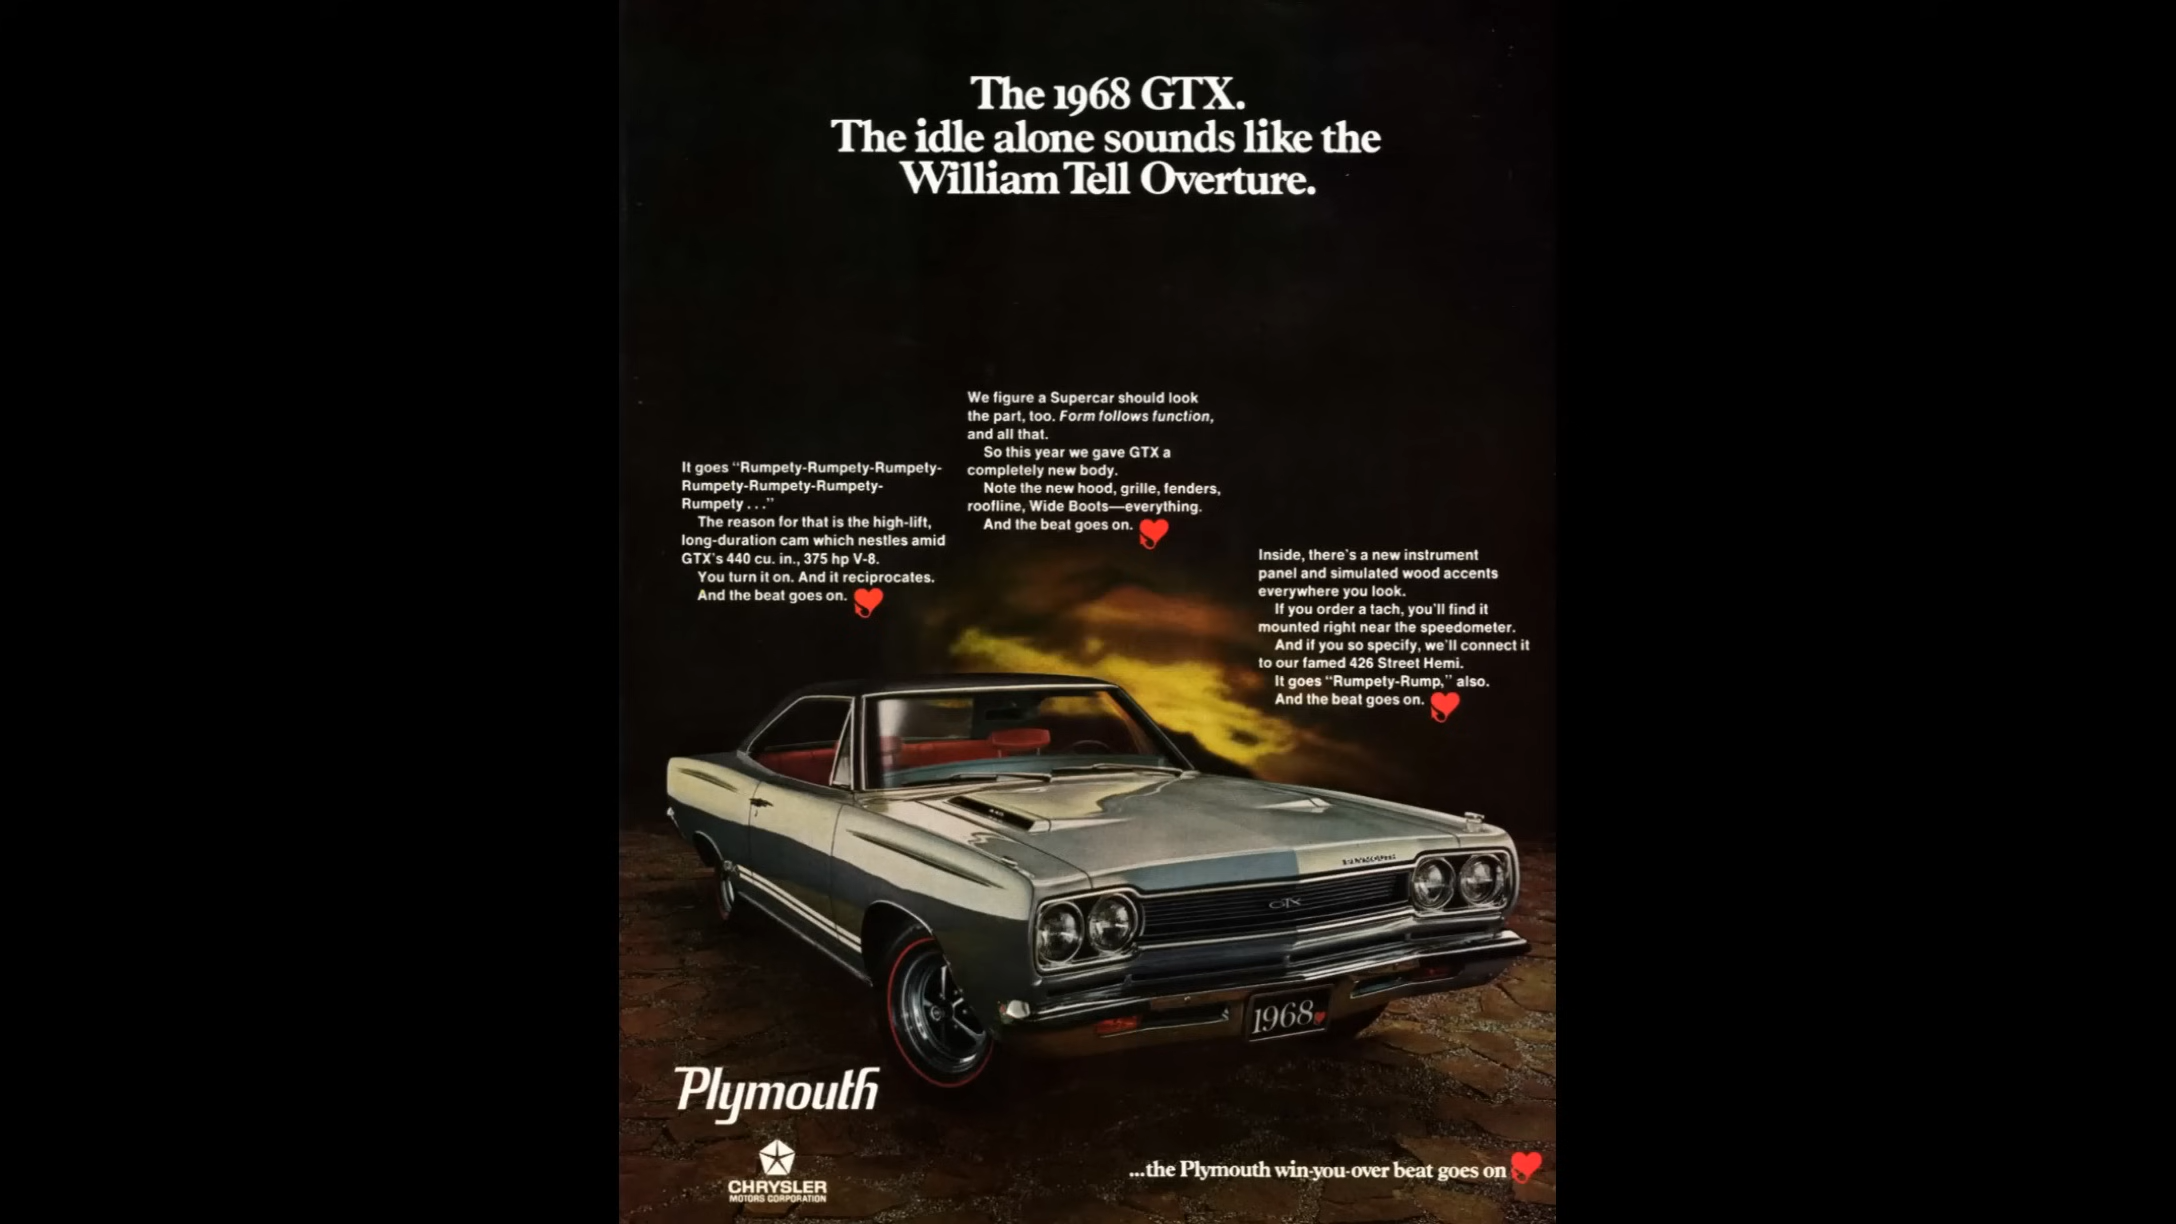 The 1968 GTX.
The idle alone sounds like the
William Tell Overture.
It goes “Rumpety-Rumpety-Rumpety-
Rumpety-Rumpety-Rumpety-
Rumpety . . .”
The reason for that is the high-lift,
long-duration cam which nestles amid
GTX's 440 cu. in., 375 hp V-8.
You turn it on. And it reciprocates.
And the beat goes on.
We figure a Supercar should look
the part, too. Form follows function,
and all that.
So this year we gave GTX a
completely new body.
Note the new hood, grille, fenders,
roofline, Wide Boots—everything.
And the beat goes on.
Inside, there's a new instrument
panel and simulated wood accents
everywhere you look.
If you order a tach, you'll find it
mounted right near the speedometer.
And if you so specify, we'll connect it
to our famed 426 Street Hemi.
It goes “Rumpety-Rump,” also.
And the beat goes on.
PLYMOUTH
GTX
1968
Plymouth
CHRYSLER
MOTORS CORPORATION
...the Plymouth win-you-over beat goes on